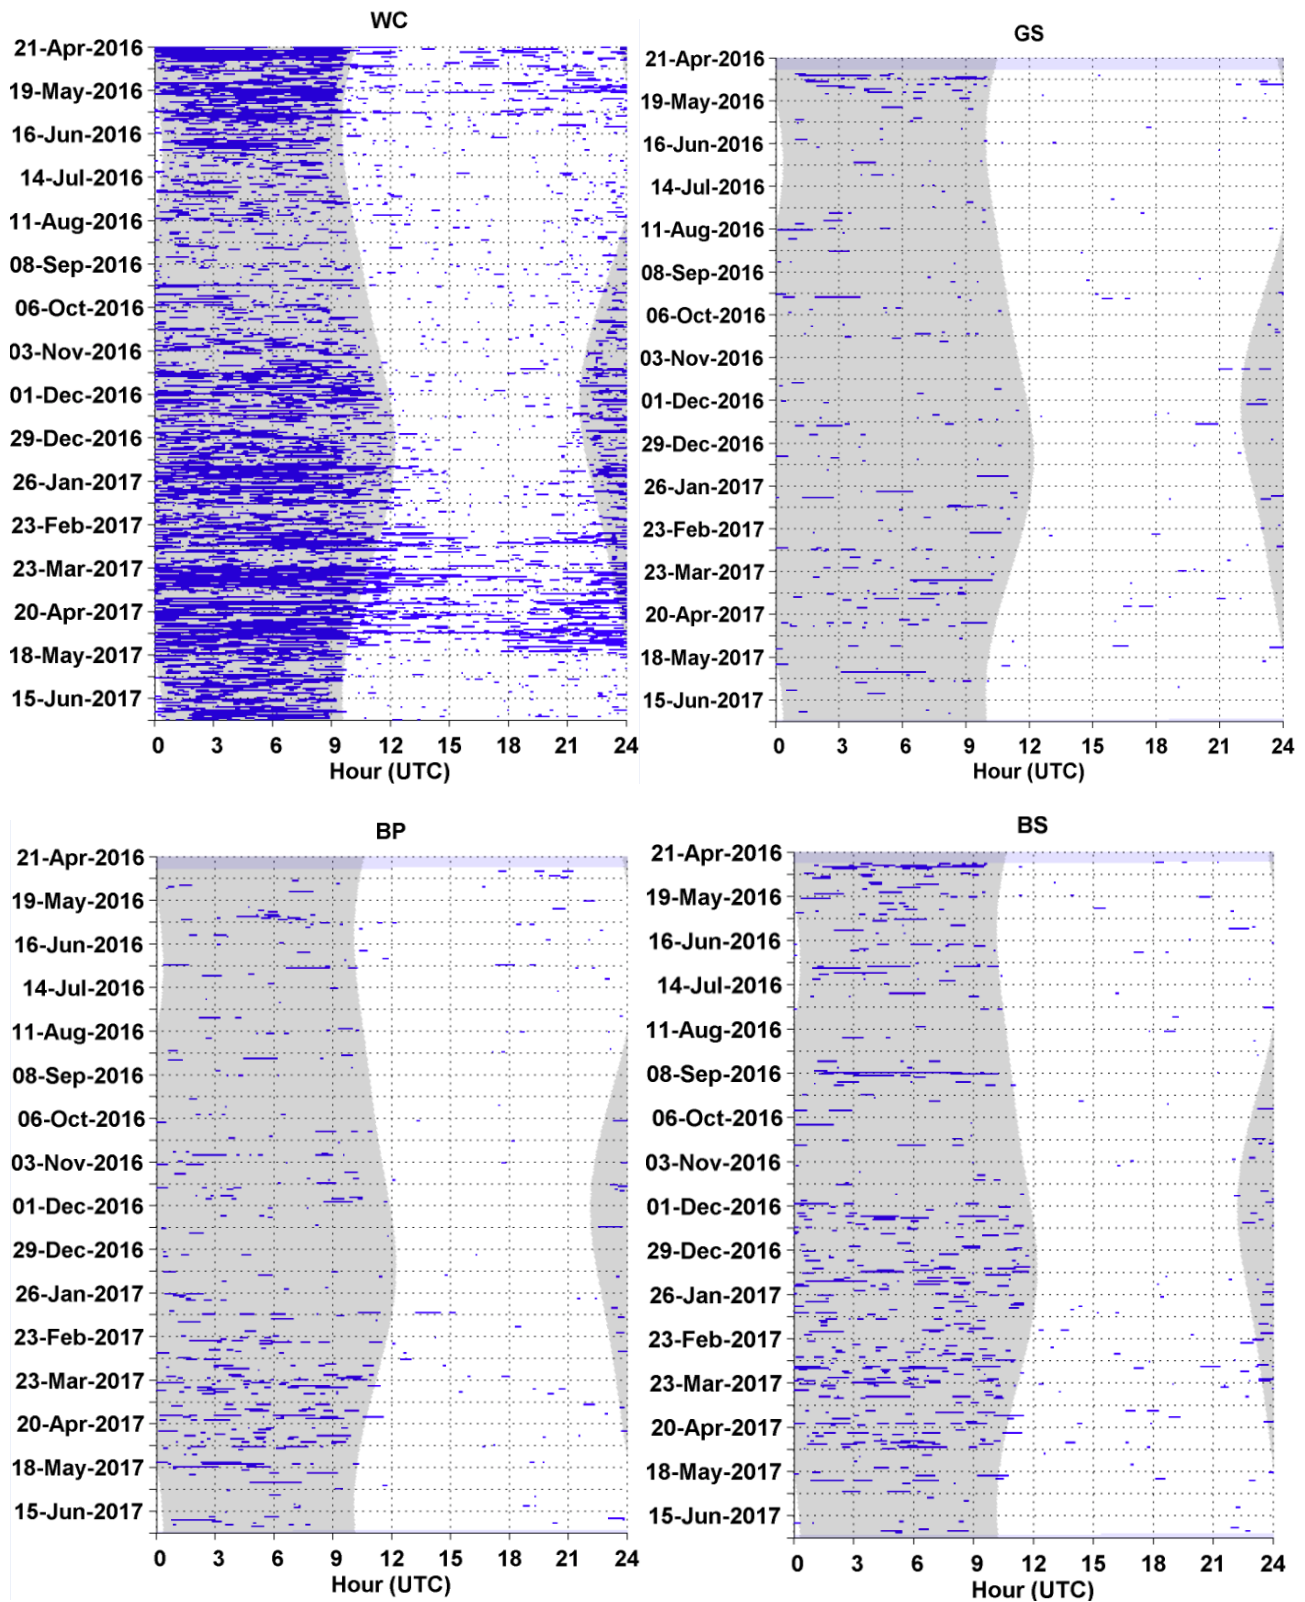 WC
21-Apr-2016
19-May-2016
16-Jun-2016
14-Jul-2016
11-Aug-2016
08-Sep-2016
06-Oct-2016
03-Nov-2016
01-Dec-2016
29-Dec-2016
26-Jan-2017
23-Feb-2017
23-Mar-2017
20-Apr-2017
18-May-2017
15-Jun-2017
0 3 6 9 12 15 18 21 24
Hour (UTC)
GS
21-Apr-2016
19-May-2016
16-Jun-2016
14-Jul-2016
11-Aug-2016
08-Sep-2016
06-Oct-2016
03-Nov-2016
01-Dec-2016
29-Dec-2016
26-Jan-2017
23-Feb-2017
23-Mar-2017
20-Apr-2017
18-May-2017
15-Jun-2017
0 3 6 9 12 15 18 21 24
Hour (UTC)
BP
21-Apr-2016
19-May-2016
16-Jun-2016
14-Jul-2016
11-Aug-2016
08-Sep-2016
06-Oct-2016
03-Nov-2016
01-Dec-2016
29-Dec-2016
26-Jan-2017
23-Feb-2017
23-Mar-2017
20-Apr-2017
18-May-2017
15-Jun-2017
0 3 6 9 12 15 18 21 24
Hour (UTC)
BS
21-Apr-2016
19-May-2016
16-Jun-2016
14-Jul-2016
11-Aug-2016
08-Sep-2016
06-Oct-2016
03-Nov-2016
01-Dec-2016
29-Dec-2016
26-Jan-2017
23-Feb-2017
23-Mar-2017
20-Apr-2017
18-May-2017
15-Jun-2017
0 3 6 9 12 15 18 21 24
Hour (UTC)